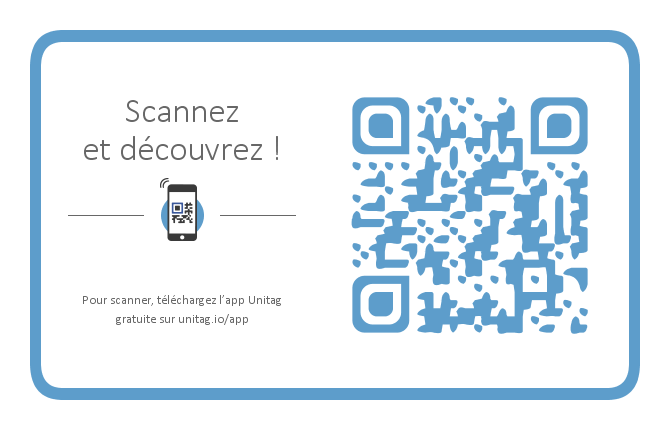 Scannez
et découvrez !
Pour scanner, téléchargez l'app Unitag
gratuite sur unitag.io/app